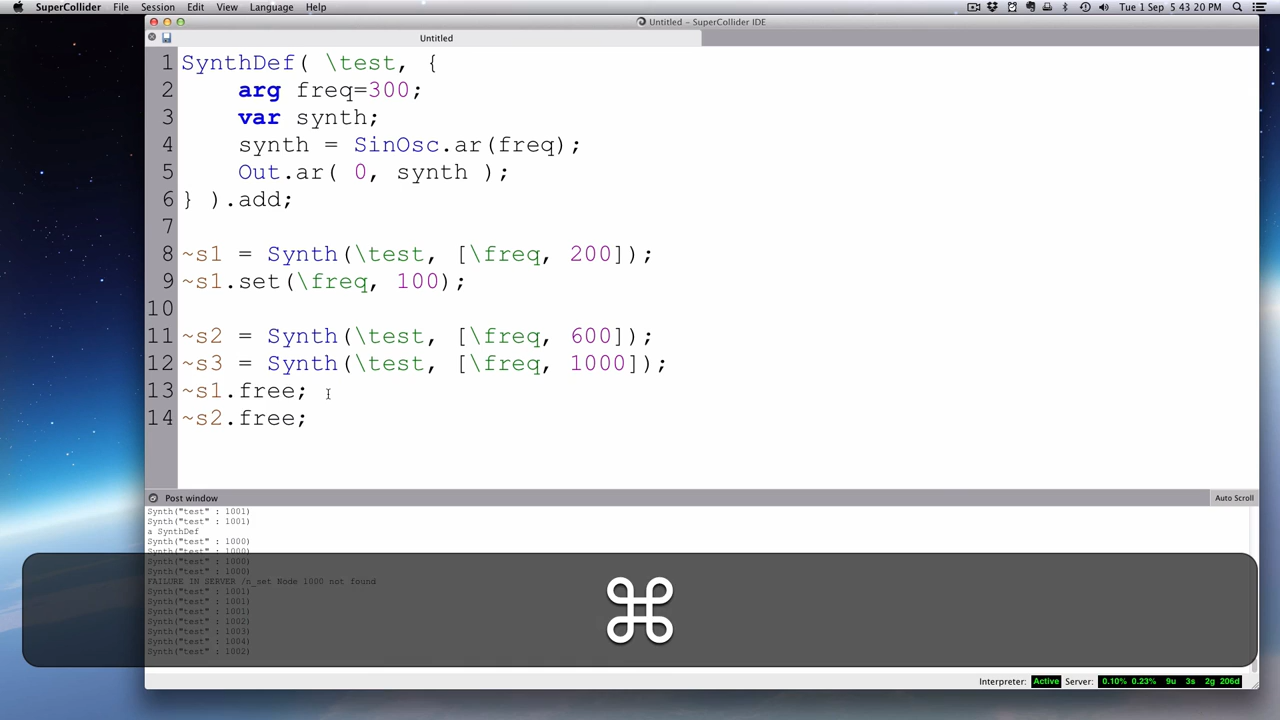 SuperCollider File Session Edit View Language Help Tue 1 Sep 5:43:20 PM
Untitled – SuperCollider IDE
Untitled
1 SynthDef( \test, {
2 arg freq=300;
3 var synth;
4 synth = SinOsc.ar(freq);
5 Out.ar( 0, synth );
6 } ).add;
7
8 ~s1 = Synth(\test, [\freq, 200]);
9 ~s1.set(\freq, 100);
10
11 ~s2 = Synth(\test, [\freq, 600]);
12 ~s3 = Synth(\test, [\freq, 1000]);
13 ~s1.free;
14 ~s2.free;
Post window Auto Scroll
Synth("test" : 1001)
Synth("test" : 1001)
a SynthDef
Synth("test" : 1000)
Synth("test" : 1000)
Synth("test" : 1000)
Synth("test" : 1000)
FAILURE IN SERVER /n_set Node 1000 not found
Synth("test" : 1001)
Synth("test" : 1001)
Synth("test" : 1001)
Synth("test" : 1002)
Synth("test" : 1003)
Synth("test" : 1004)
Synth("test" : 1002)
⌘
Interpreter: Active Server: 0.10% 0.23% 9u 3s 2g 206d